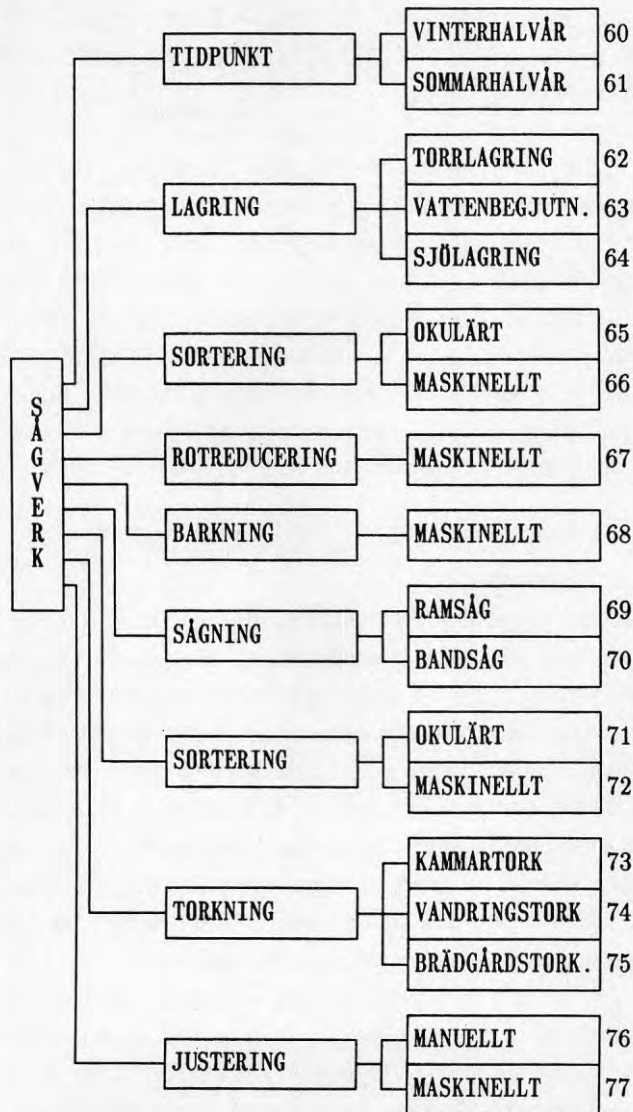 TIDPUNKT
VINTERHALVÅR 60
SOMMARHALVÅR 61
LAGRING
TORRLAGRING 62
VATTENBEGJUTN. 63
SJÖLAGRING 64
SORTERING
OKULÄRT 65
MASKINELLT 66
SÅGVERK
ROTREDUCERING MASKINELLT 67
BARKNING MASKINELLT 68
SÅGNING
RAMSÅG 69
BANDSÅG 70
SORTERING
OKULÄRT 71
MASKINELLT 72
TORKNING
KAMMARTORK 73
VANDRINGSTORK 74
BRÄDGÅRDSTORK. 75
JUSTERING
MANUELLT 76
MASKINELLT 77